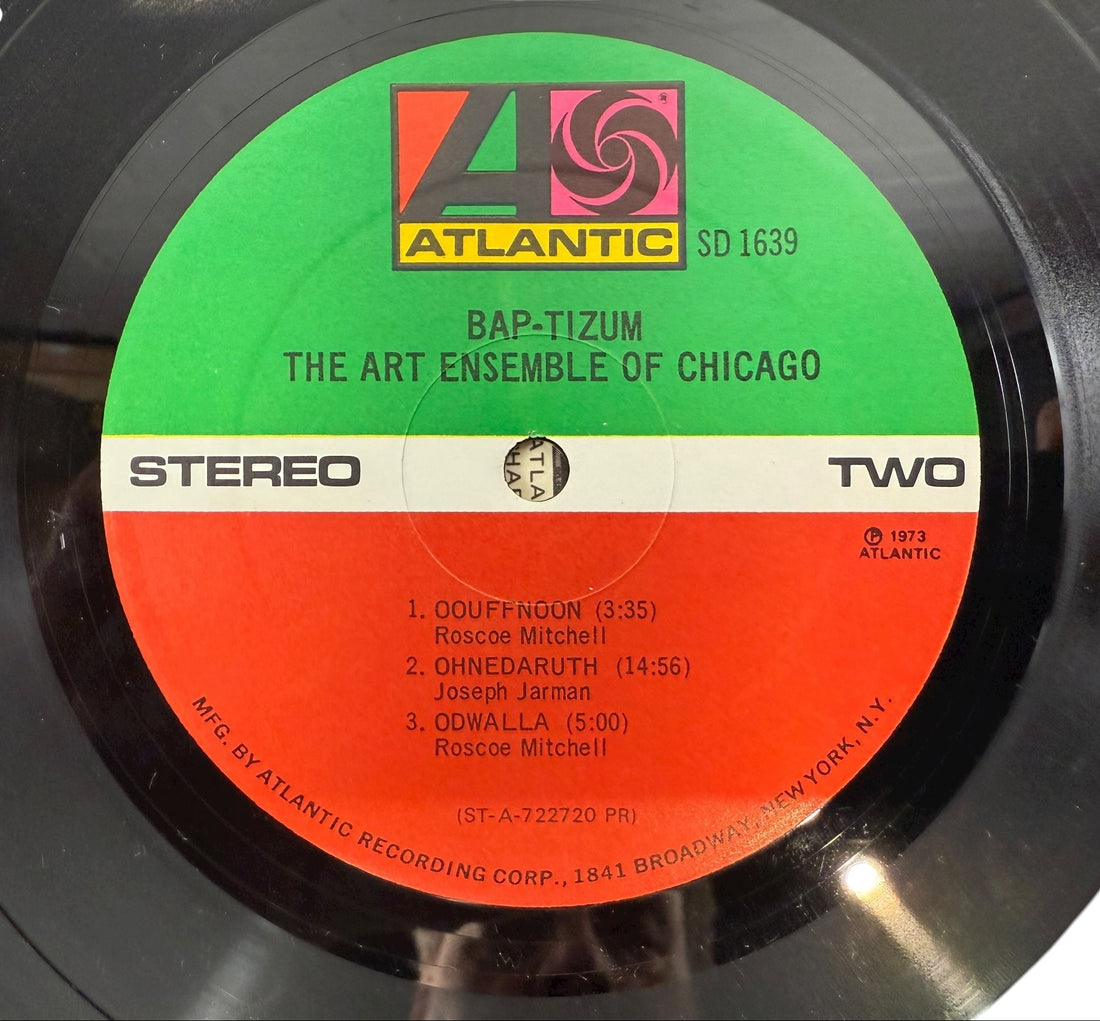 ATLANTIC SD 1639
BAP•TIZUM
THE ART ENSEMBLE OF CHICAGO
STEREO TWO
ATLA
HA
℗ 1973
ATLANTIC
1. OOUFFNOON (3:35)
Roscoe Mitchell
2. OHNEDARUTH (14:56)
Joseph Jarman
3. ODWALLA (5:00)
Roscoe Mitchell
(ST-A-722720 PR)
MFG. BY ATLANTIC RECORDING CORP., 1841 BROADWAY, NEW YORK, N.Y.